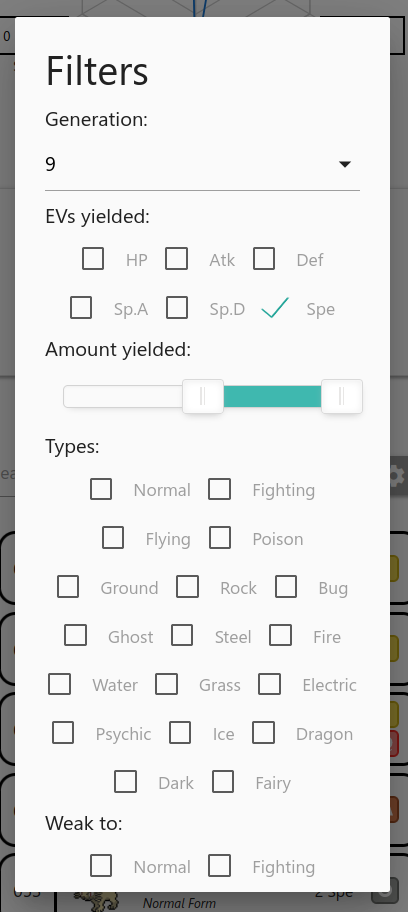 0
Filters
Generation:
9
EVs yielded:
HP Atk Def
Sp.A Sp.D Spe
Amount yielded:
Types:
Normal Fighting
Flying Poison
Ground Rock Bug
Ghost Steel Fire
Water Grass Electric
Psychic Ice Dragon
Dark Fairy
Weak to:
Normal Fighting
2 Spe
Normal Form